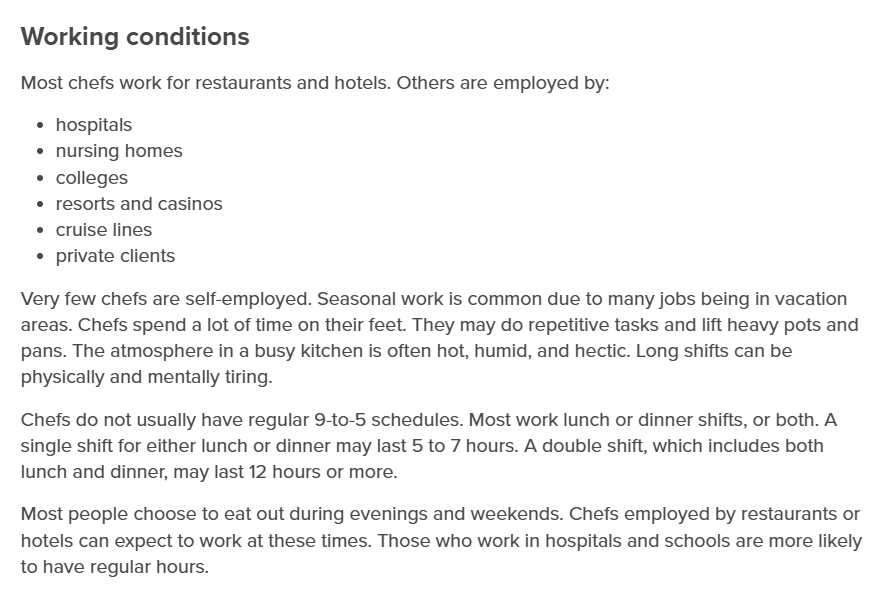 Working conditions
Most chefs work for restaurants and hotels. Others are employed by:
• hospitals
• nursing homes
• colleges
• resorts and casinos
• cruise lines
• private clients
Very few chefs are self-employed. Seasonal work is common due to many jobs being in vacation
areas. Chefs spend a lot of time on their feet. They may do repetitive tasks and lift heavy pots and
pans. The atmosphere in a busy kitchen is often hot, humid, and hectic. Long shifts can be
physically and mentally tiring.
Chefs do not usually have regular 9-to-5 schedules. Most work lunch or dinner shifts, or both. A
single shift for either lunch or dinner may last 5 to 7 hours. A double shift, which includes both
lunch and dinner, may last 12 hours or more.
Most people choose to eat out during evenings and weekends. Chefs employed by restaurants or
hotels can expect to work at these times. Those who work in hospitals and schools are more likely
to have regular hours.